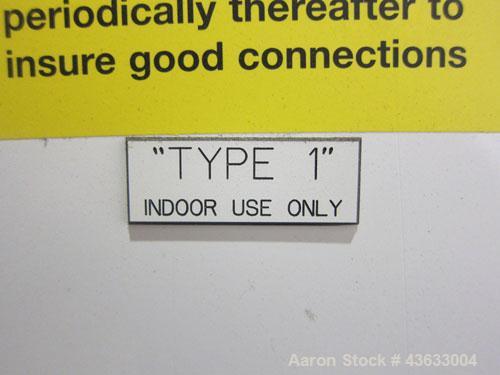 periodically thereafter to
insure good connections
"TYPE 1"
INDOOR USE ONLY
Aaron Stock # 43633004